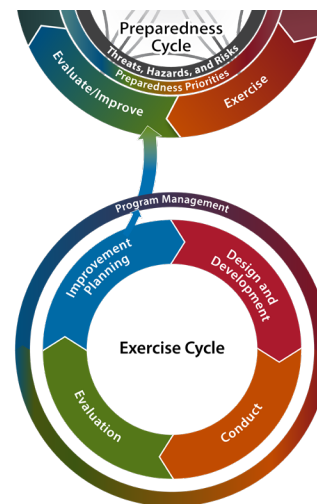 Preparedness
Cycle
Threats, Hazards, and Risks
Preparedness Priorities
Evaluate/Improve
Exercise
Program Management
Improvement
Planning
Design and
Development
Exercise Cycle
Evaluation
Conduct